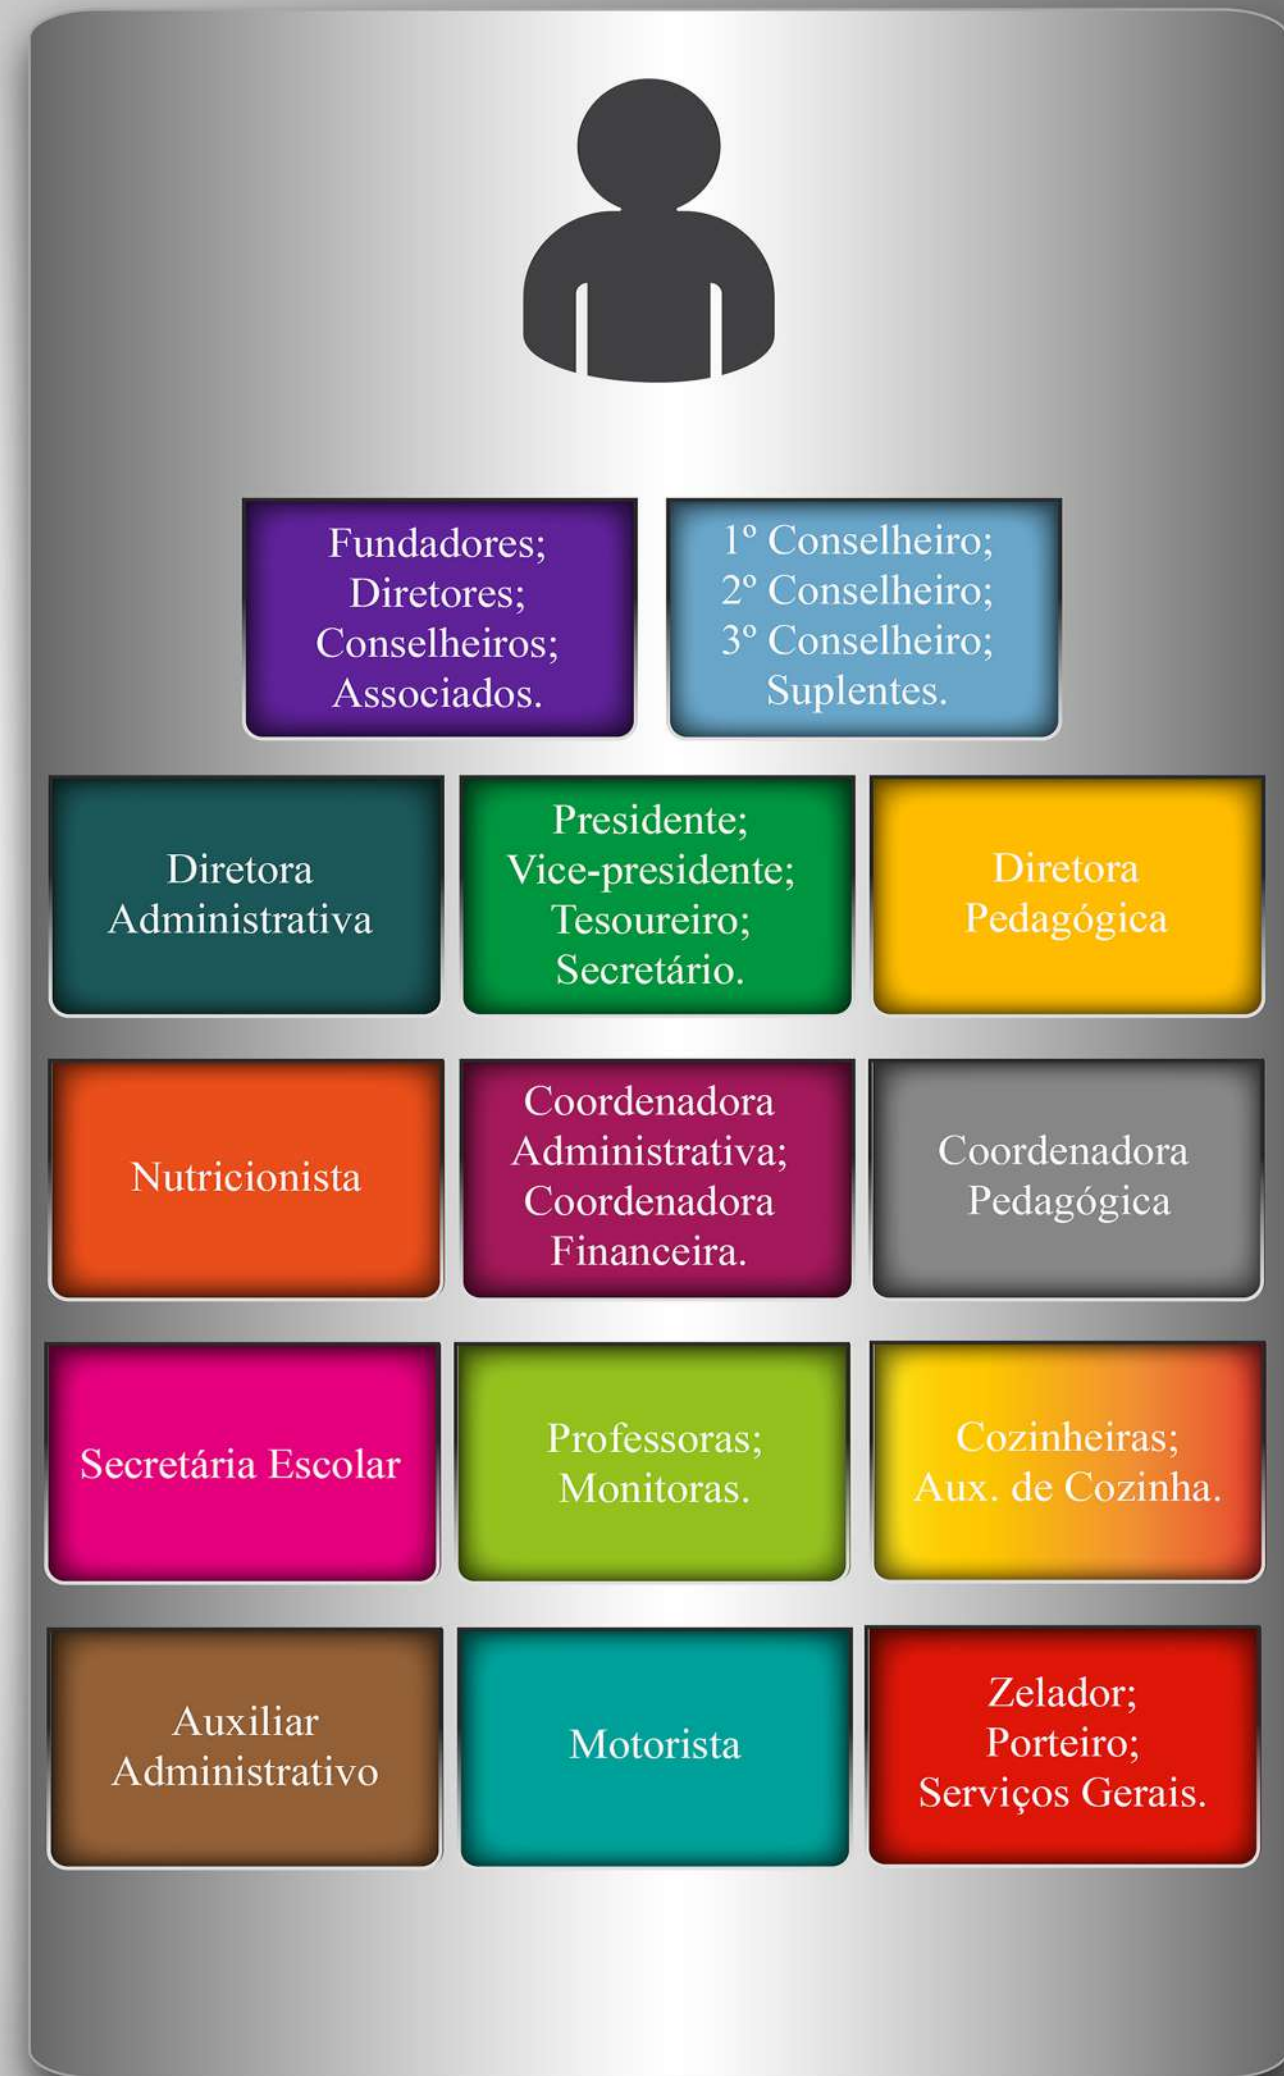 Fundadores;
Diretores;
Conselheiros;
Associados.
1º Conselheiro;
2º Conselheiro;
3º Conselheiro;
Suplentes.
Diretora
Administrativa
Presidente;
Vice-presidente;
Tesoureiro;
Secretário.
Diretora
Pedagógica
Nutricionista
Coordenadora
Administrativa;
Coordenadora
Financeira.
Coordenadora
Pedagógica
Secretária Escolar
Professoras;
Monitoras.
Cozinheiras;
Aux. de Cozinha.
Auxiliar
Administrativo
Motorista
Zelador;
Porteiro;
Serviços Gerais.